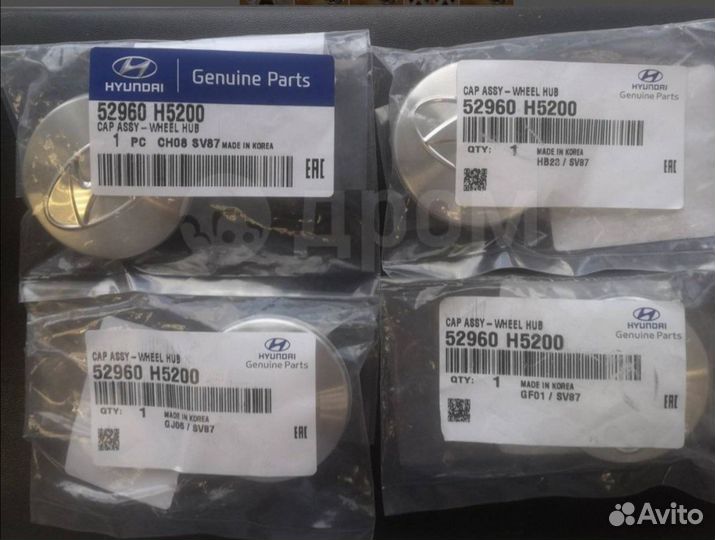 HYUNDAI
Genuine Parts
52960 H5200
CAP ASSY-WHEEL HUB
1 PC CH08 SV87 MADE IN KOREA
EAC
HYUNDAI
Genuine Parts
CAP ASSY-WHEEL HUB
52960 H5200
QTY: 1 MADE IN KOREA
HB23 / SV87
EAC
дром
HYUNDAI
Genuine Parts
CAP ASSY-WHEEL HUB
52960 H5200
QTY: 1 MADE IN KOREA
GJ06 / SV87
EAC
HYUNDAI
Genuine Parts
CAP ASSY-WHEEL HUB
52960 H5200
QTY: 1 MADE IN KOREA
GF01 / SV87
EAC
Avito